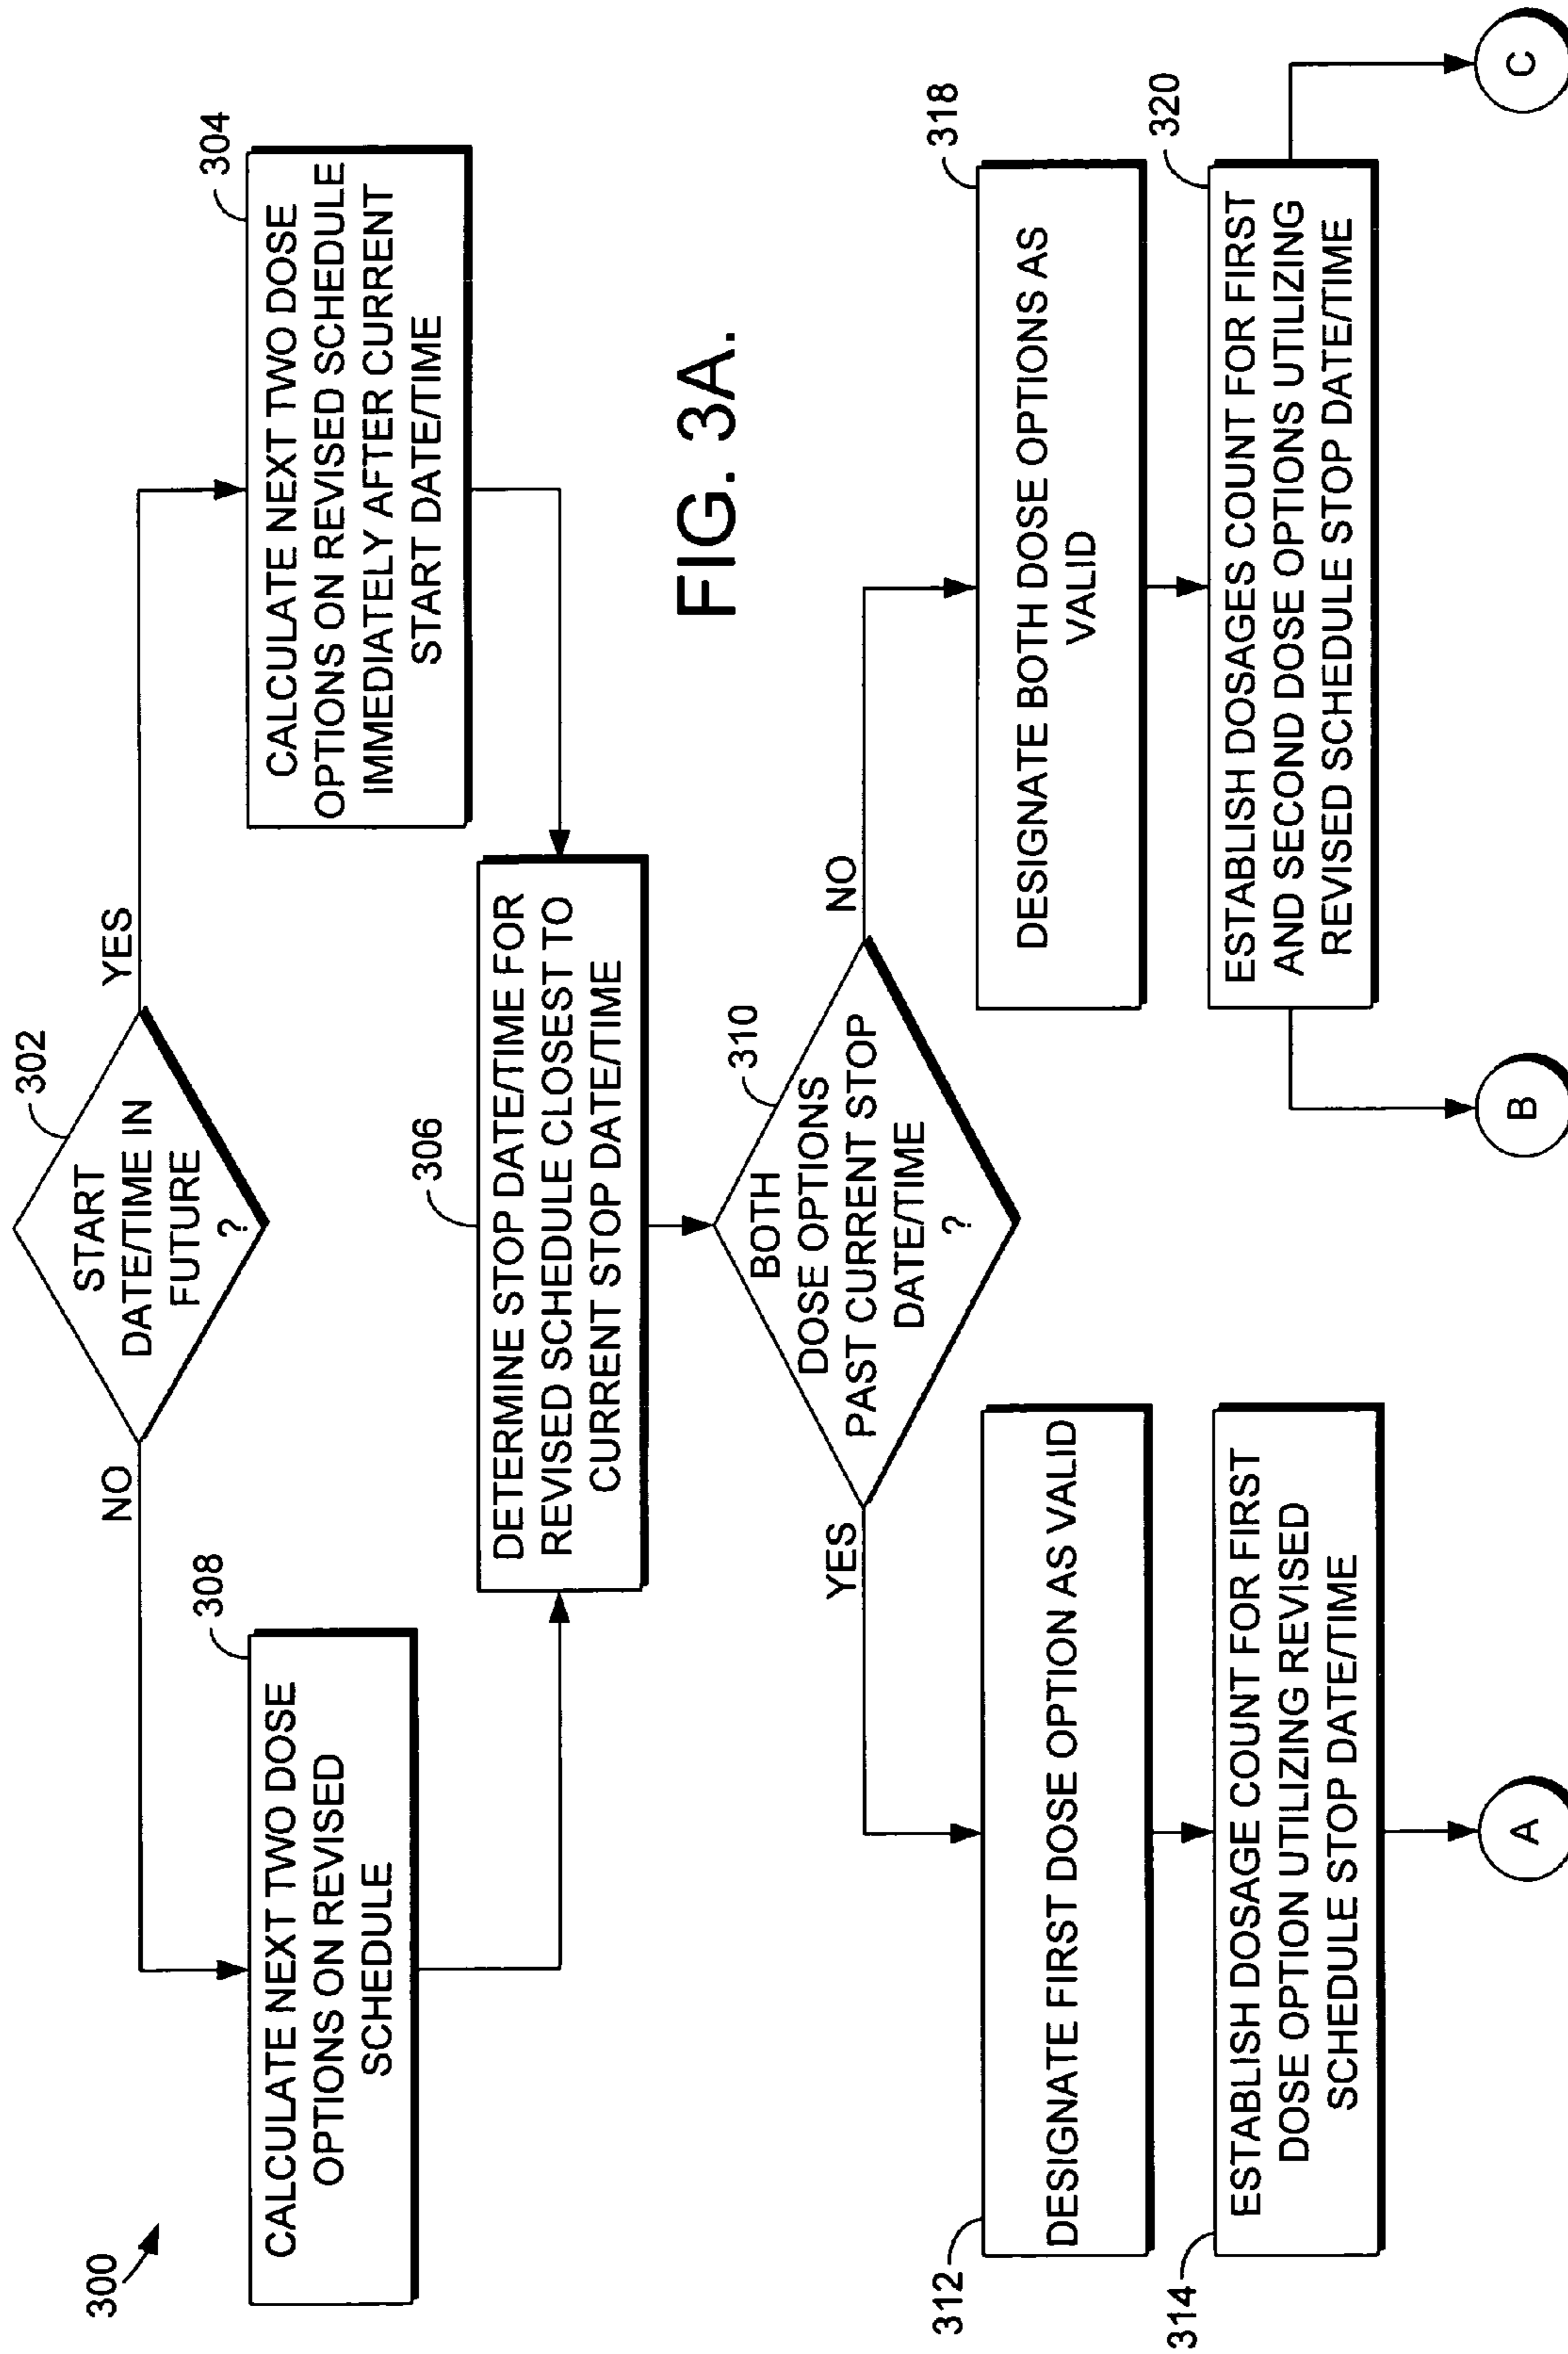 300
302
START
DATE/TIME IN
FUTURE
?
NO
YES
308
CALCULATE NEXT TWO DOSE
OPTIONS ON REVISED
SCHEDULE
304
CALCULATE NEXT TWO DOSE
OPTIONS ON REVISED SCHEDULE
IMMEDIATELY AFTER CURRENT
START DATE/TIME
306
DETERMINE STOP DATE/TIME FOR
REVISED SCHEDULE CLOSEST TO
CURRENT STOP DATE/TIME
FIG. 3A.
310
BOTH
DOSE OPTIONS
PAST CURRENT STOP
DATE/TIME
?
YES
NO
312
DESIGNATE FIRST DOSE OPTION AS VALID
318
DESIGNATE BOTH DOSE OPTIONS AS
VALID
314
ESTABLISH DOSAGE COUNT FOR FIRST
DOSE OPTION UTILIZING REVISED
SCHEDULE STOP DATE/TIME
320
ESTABLISH DOSAGES COUNT FOR FIRST
AND SECOND DOSE OPTIONS UTILIZING
REVISED SCHEDULE STOP DATE/TIME
A
B
C